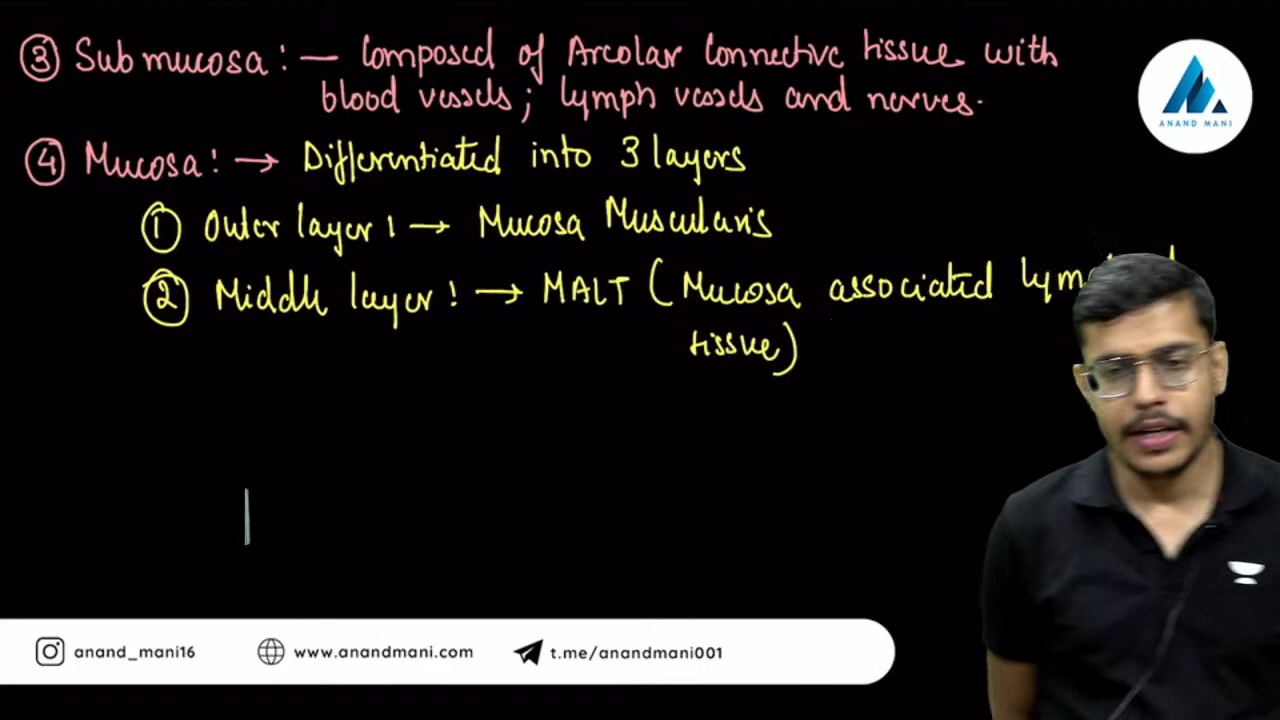 ③ Submucosa: — Composed of Areolar Connective tissue with
blood vessels; lymph vessels and nerves.
④ Mucosa: → Differentiated into 3 layers
① Outer layer: → Mucosa Muscularis
② Middle layer: → MALT (Mucosa associated
tissue)
ANAND MANI
anand_mani16
www.anandmani.com
t.me/anandmani001